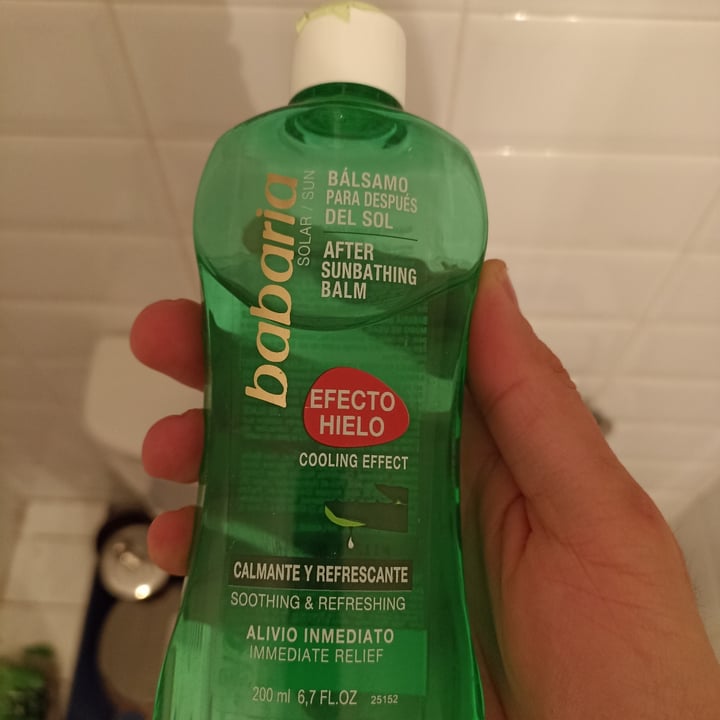 babaria
SOLAR / SUN
BÁLSAMO
PARA DESPUÉS
DEL SOL
AFTER
SUNBATHING
BALM
EFECTO
HIELO
COOLING EFFECT
CALMANTE Y REFRESCANTE
SOOTHING & REFRESHING
ALIVIO INMEDIATO
IMMEDIATE RELIEF
200 ml 6,7 FL.OZ 25152